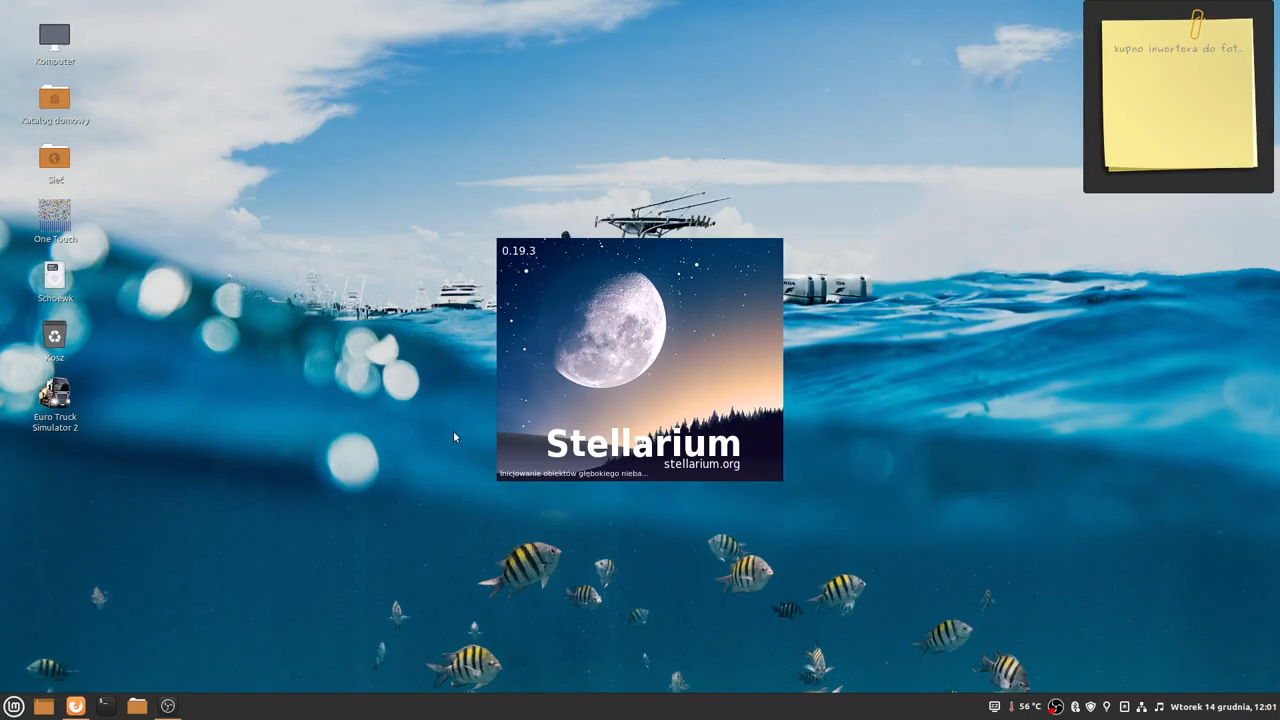 Komputer
Katalog domowy
Sieć
One Touch
Schoewk
Kosz
Euro Truck
Simulator 2
kupno inwertera do fot...
0.19.3
Stellarium
stellarium.org
Inicjowanie obiektów głębokiego nieba...
56 °C
Wtorek 14 grudnia, 12:01